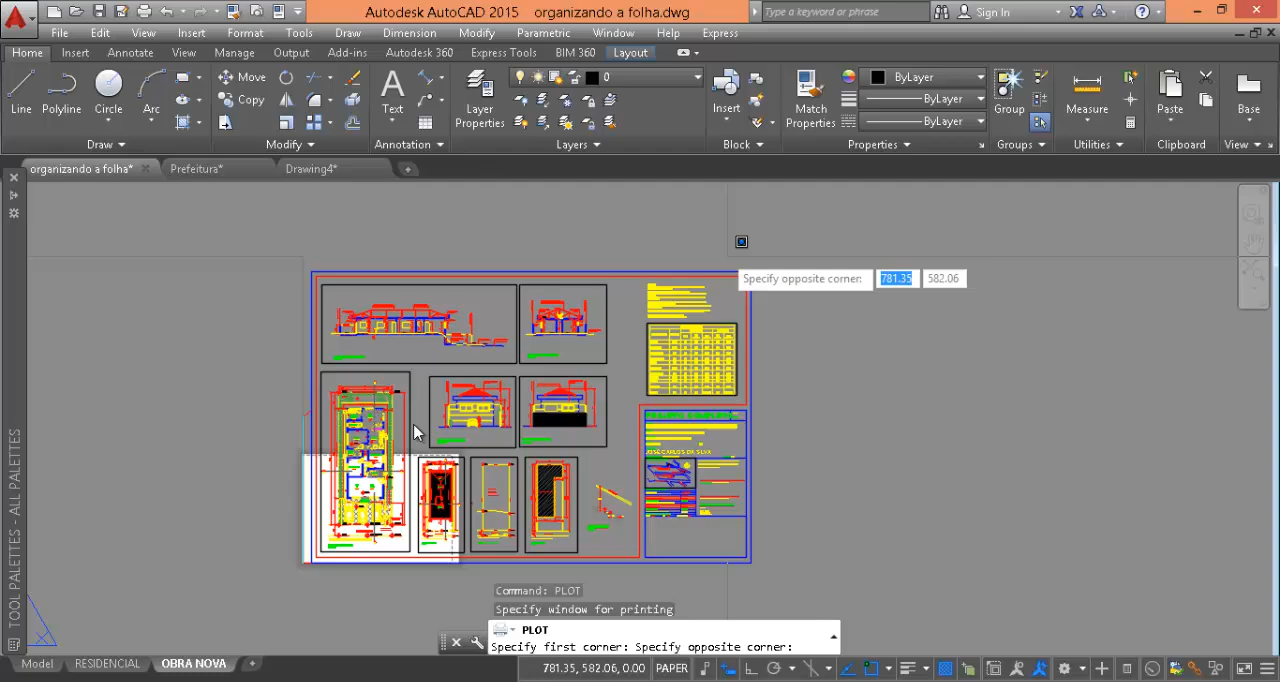 Autodesk AutoCAD 2015 organizando a folha.dwg
Type a keyword or phrase
Sign In
File Edit View Insert Format Tools Draw Dimension Modify Parametric Window Help Express
Home Insert Annotate View Manage Output Add-ins Autodesk 360 Express Tools BIM 360 Layout
Line Polyline Circle Arc
Move
Copy
Text
Layer Properties
0
Insert
Match Properties
ByLayer
ByLayer
ByLayer
Group
Measure
Paste
Base
Draw Modify Annotation Layers Block Properties Groups Utilities Clipboard View
organizando a folha* Prefeitura* Drawing4*
Specify opposite corner: 781.35 582.06
JOSÉ CARLOS DA SILVA
TOOL PALETTES - ALL PALETTES
Command: PLOT
Specify window for printing
PLOT
Specify first corner: Specify opposite corner:
Model RESIDENCIAL OBRA NOVA
781.35, 582.06, 0.00 PAPER